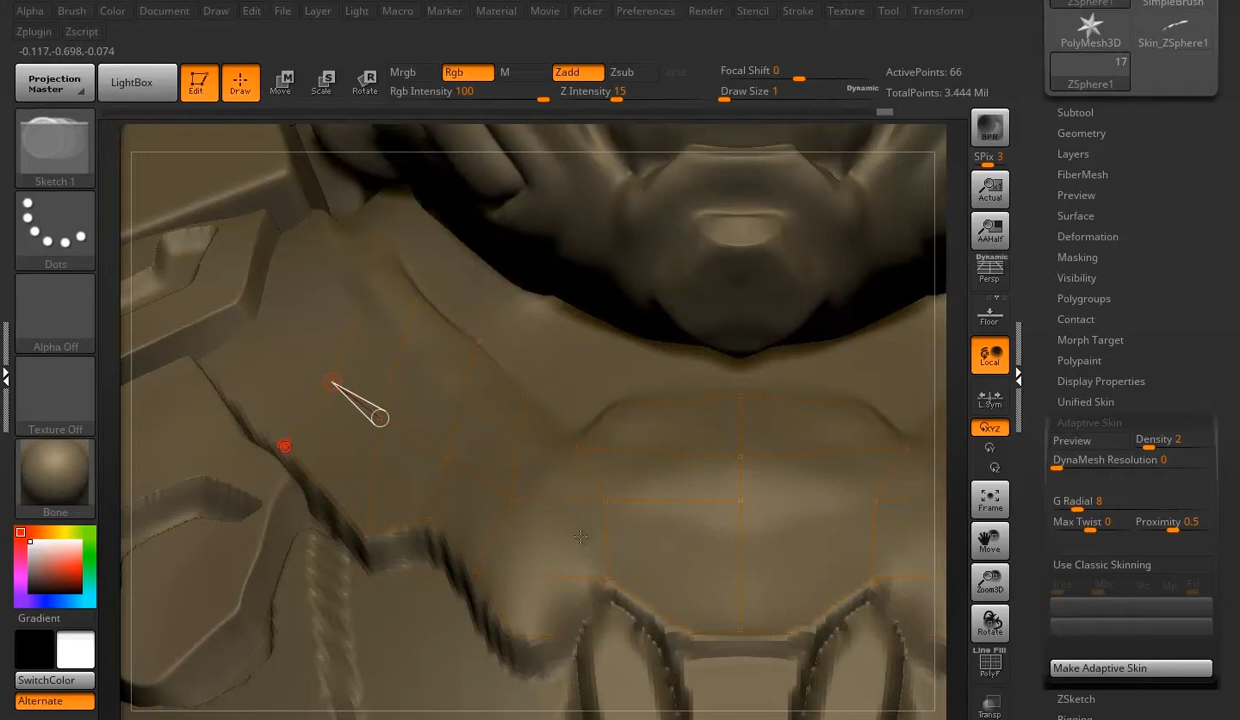 Alpha Brush Color Document Draw Edit File Layer Light Macro Marker Material Movie Picker Preferences Render Stencil Stroke Texture Tool Transform
Zplugin Zscript
-0.117,-0.698,-0.074
Projection Master
LightBox
Edit
Draw
Move
Scale
Rotate
Mrgb Rgb M
Rgb Intensity 100
Zadd Zsub
Z Intensity 15
Focal Shift 0
Draw Size 1
Dynamic
ActivePoints: 66
TotalPoints: 3.444 Mil
Sketch 1
Dots
Alpha Off
Texture Off
Bone
Gradient
SwitchColor
Alternate
BPR
SPix 3
Actual
AAHalf
Dynamic
Persp
Floor
Local
L.Sym
XYZ
Frame
Move
Zoom3D
Rotate
Line Fill
PolyF
Transp
ZSphere1 SimpleBrush
PolyMesh3D Skin_ZSphere1
17
ZSphere1
Subtool
Geometry
Layers
FiberMesh
Preview
Surface
Deformation
Masking
Visibility
Polygroups
Contact
Morph Target
Polypaint
Display Properties
Unified Skin
Adaptive Skin
Preview Density 2
DynaMesh Resolution 0
G Radial 8
Max Twist 0 Proximity 0.5
Use Classic Skinning
Make Adaptive Skin
ZSketch
Rigging